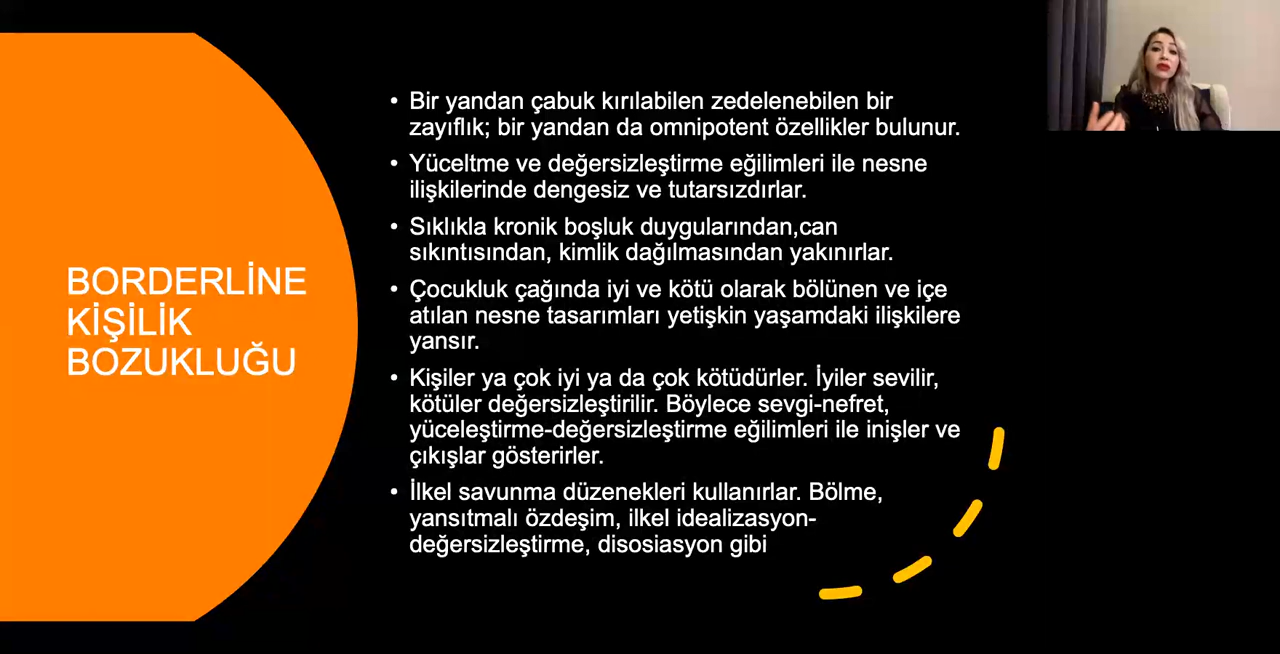 BORDERLİNE
KİŞİLİK
BOZUKLUĞU
• Bir yandan çabuk kırılabilen zedelenebilen bir
zayıflık; bir yandan da omnipotent özellikler bulunur.
• Yüceltme ve değersizleştirme eğilimleri ile nesne
ilişkilerinde dengesiz ve tutarsızdırlar.
• Sıklıkla kronik boşluk duygularından,can
sıkıntısından, kimlik dağılmasından yakınırlar.
• Çocukluk çağında iyi ve kötü olarak bölünen ve içe
atılan nesne tasarımları yetişkin yaşamdaki ilişkilere
yansır.
• Kişiler ya çok iyi ya da çok kötüdürler. İyiler sevilir,
kötüler değersizleştirilir. Böylece sevgi-nefret,
yüceleştirme-değersizleştirme eğilimleri ile inişler ve
çıkışlar gösterirler.
• İlkel savunma düzenekleri kullanırlar. Bölme,
yansıtmalı özdeşim, ilkel idealizasyon-
değersizleştirme, disosiasyon gibi